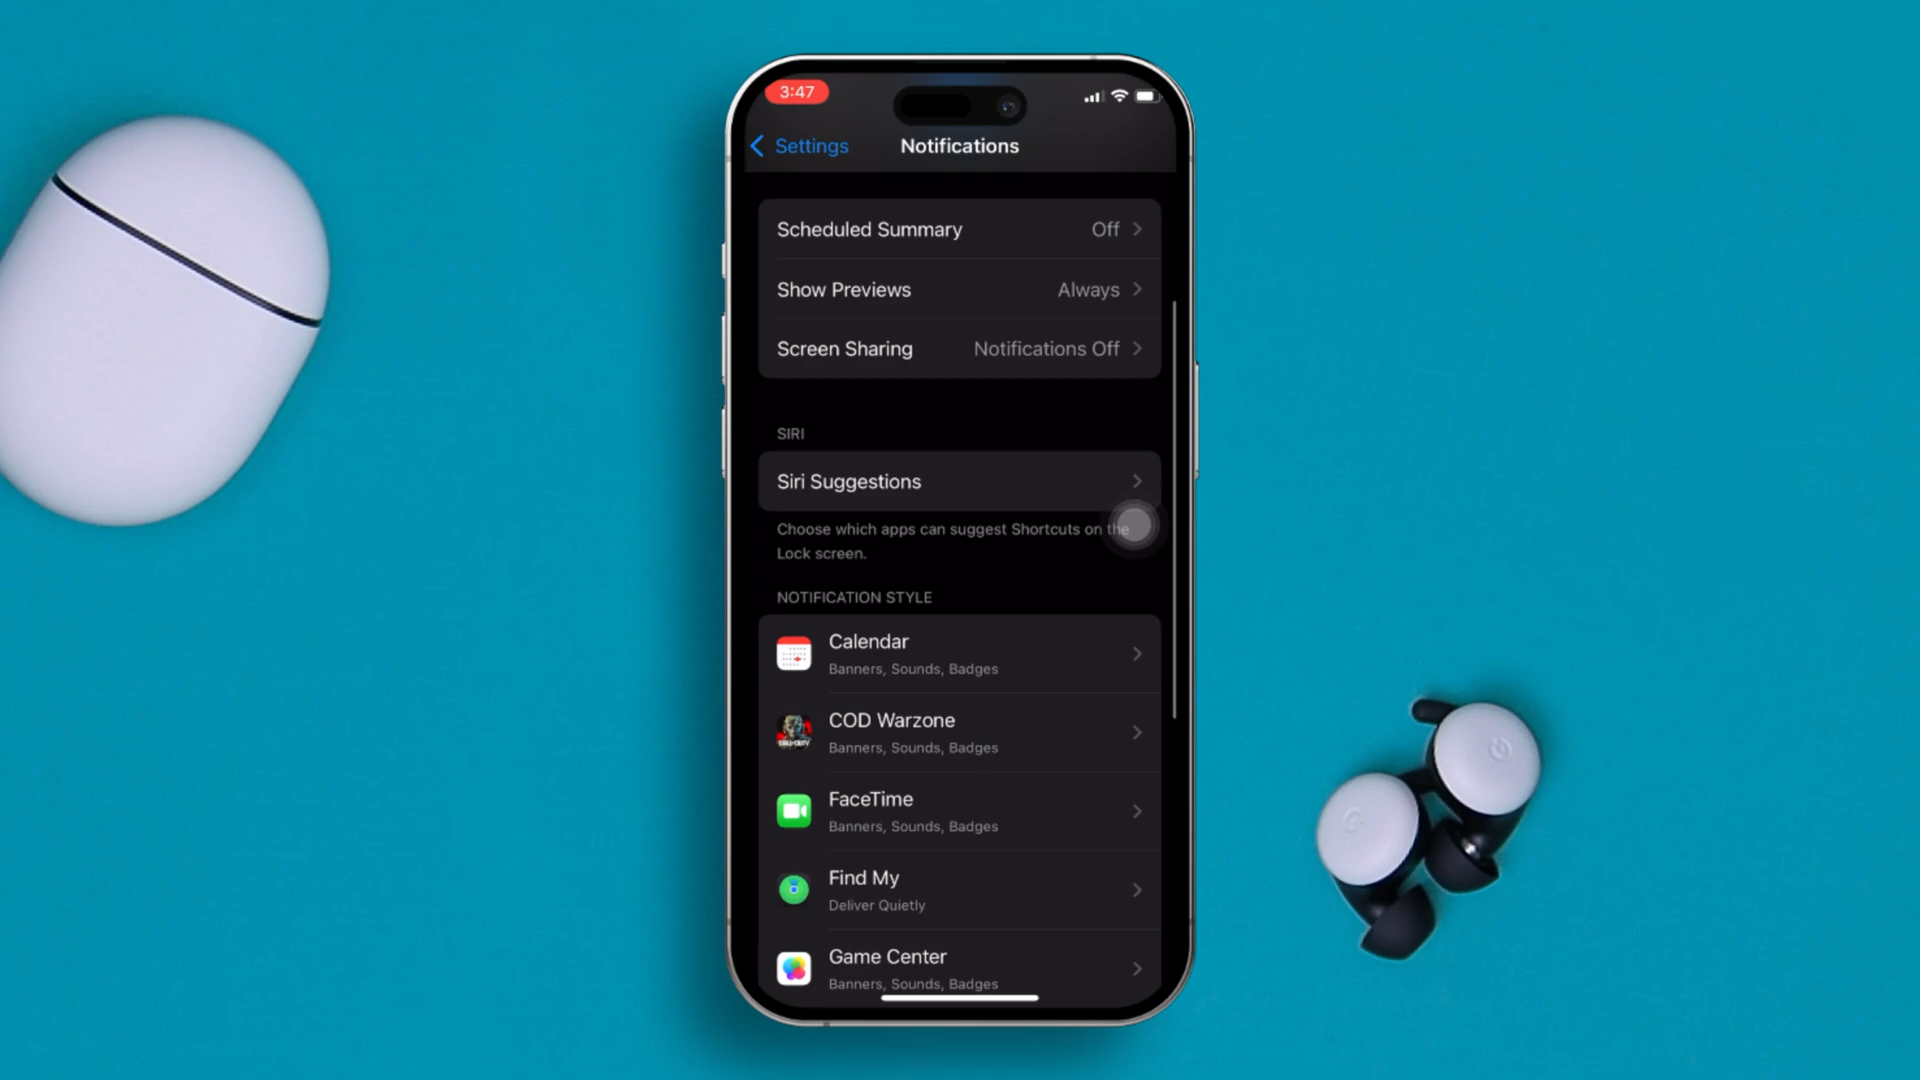 3:47
Settings
Notifications
Scheduled Summary Off
Show Previews Always
Screen Sharing Notifications Off
SIRI
Siri Suggestions
Choose which apps can suggest Shortcuts on the
Lock screen.
NOTIFICATION STYLE
Calendar
Banners, Sounds, Badges
COD Warzone
Banners, Sounds, Badges
FaceTime
Banners, Sounds, Badges
Find My
Deliver Quietly
Game Center
Banners, Sounds, Badges